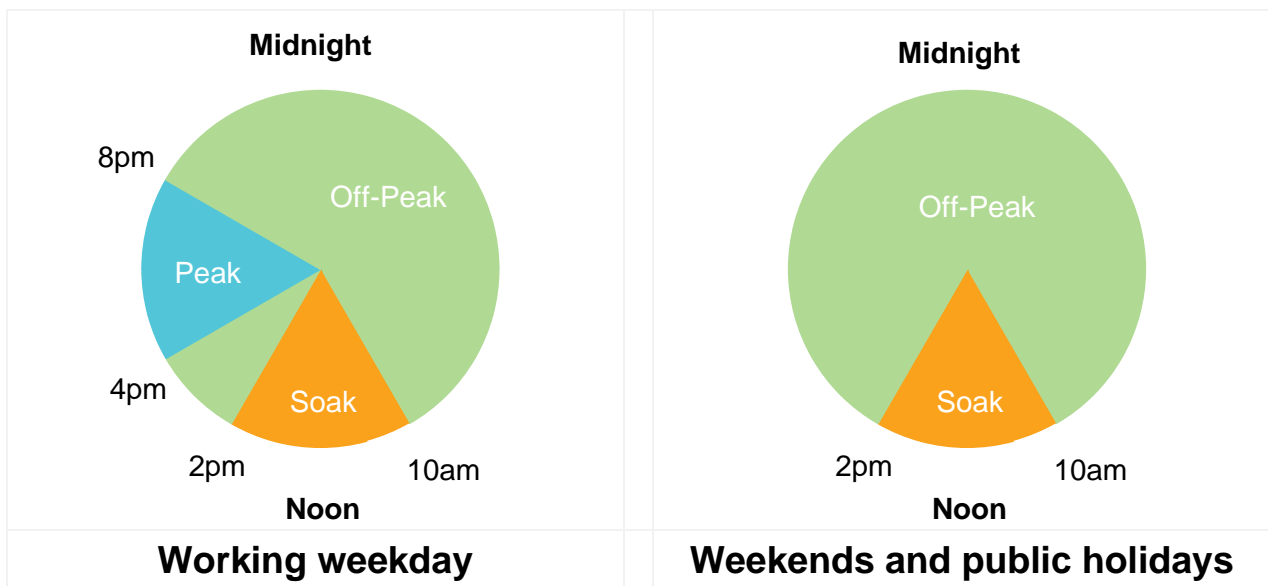 Midnight
8pm
Off-Peak
Peak
4pm
Soak
2pm
10am
Noon
Working weekday
Midnight
Off-Peak
Soak
2pm
10am
Noon
Weekends and public holidays